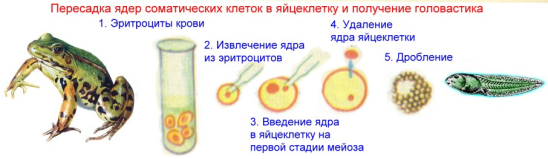 Пересадка ядер соматических клеток в яйцеклетку и получение головастика
1. Эритроциты крови
2. Извлечение ядра
из эритроцитов
3. Введение ядра
в яйцеклетку на
первой стадии мейоза
4. Удаление
ядра яйцеклетки
5. Дробление